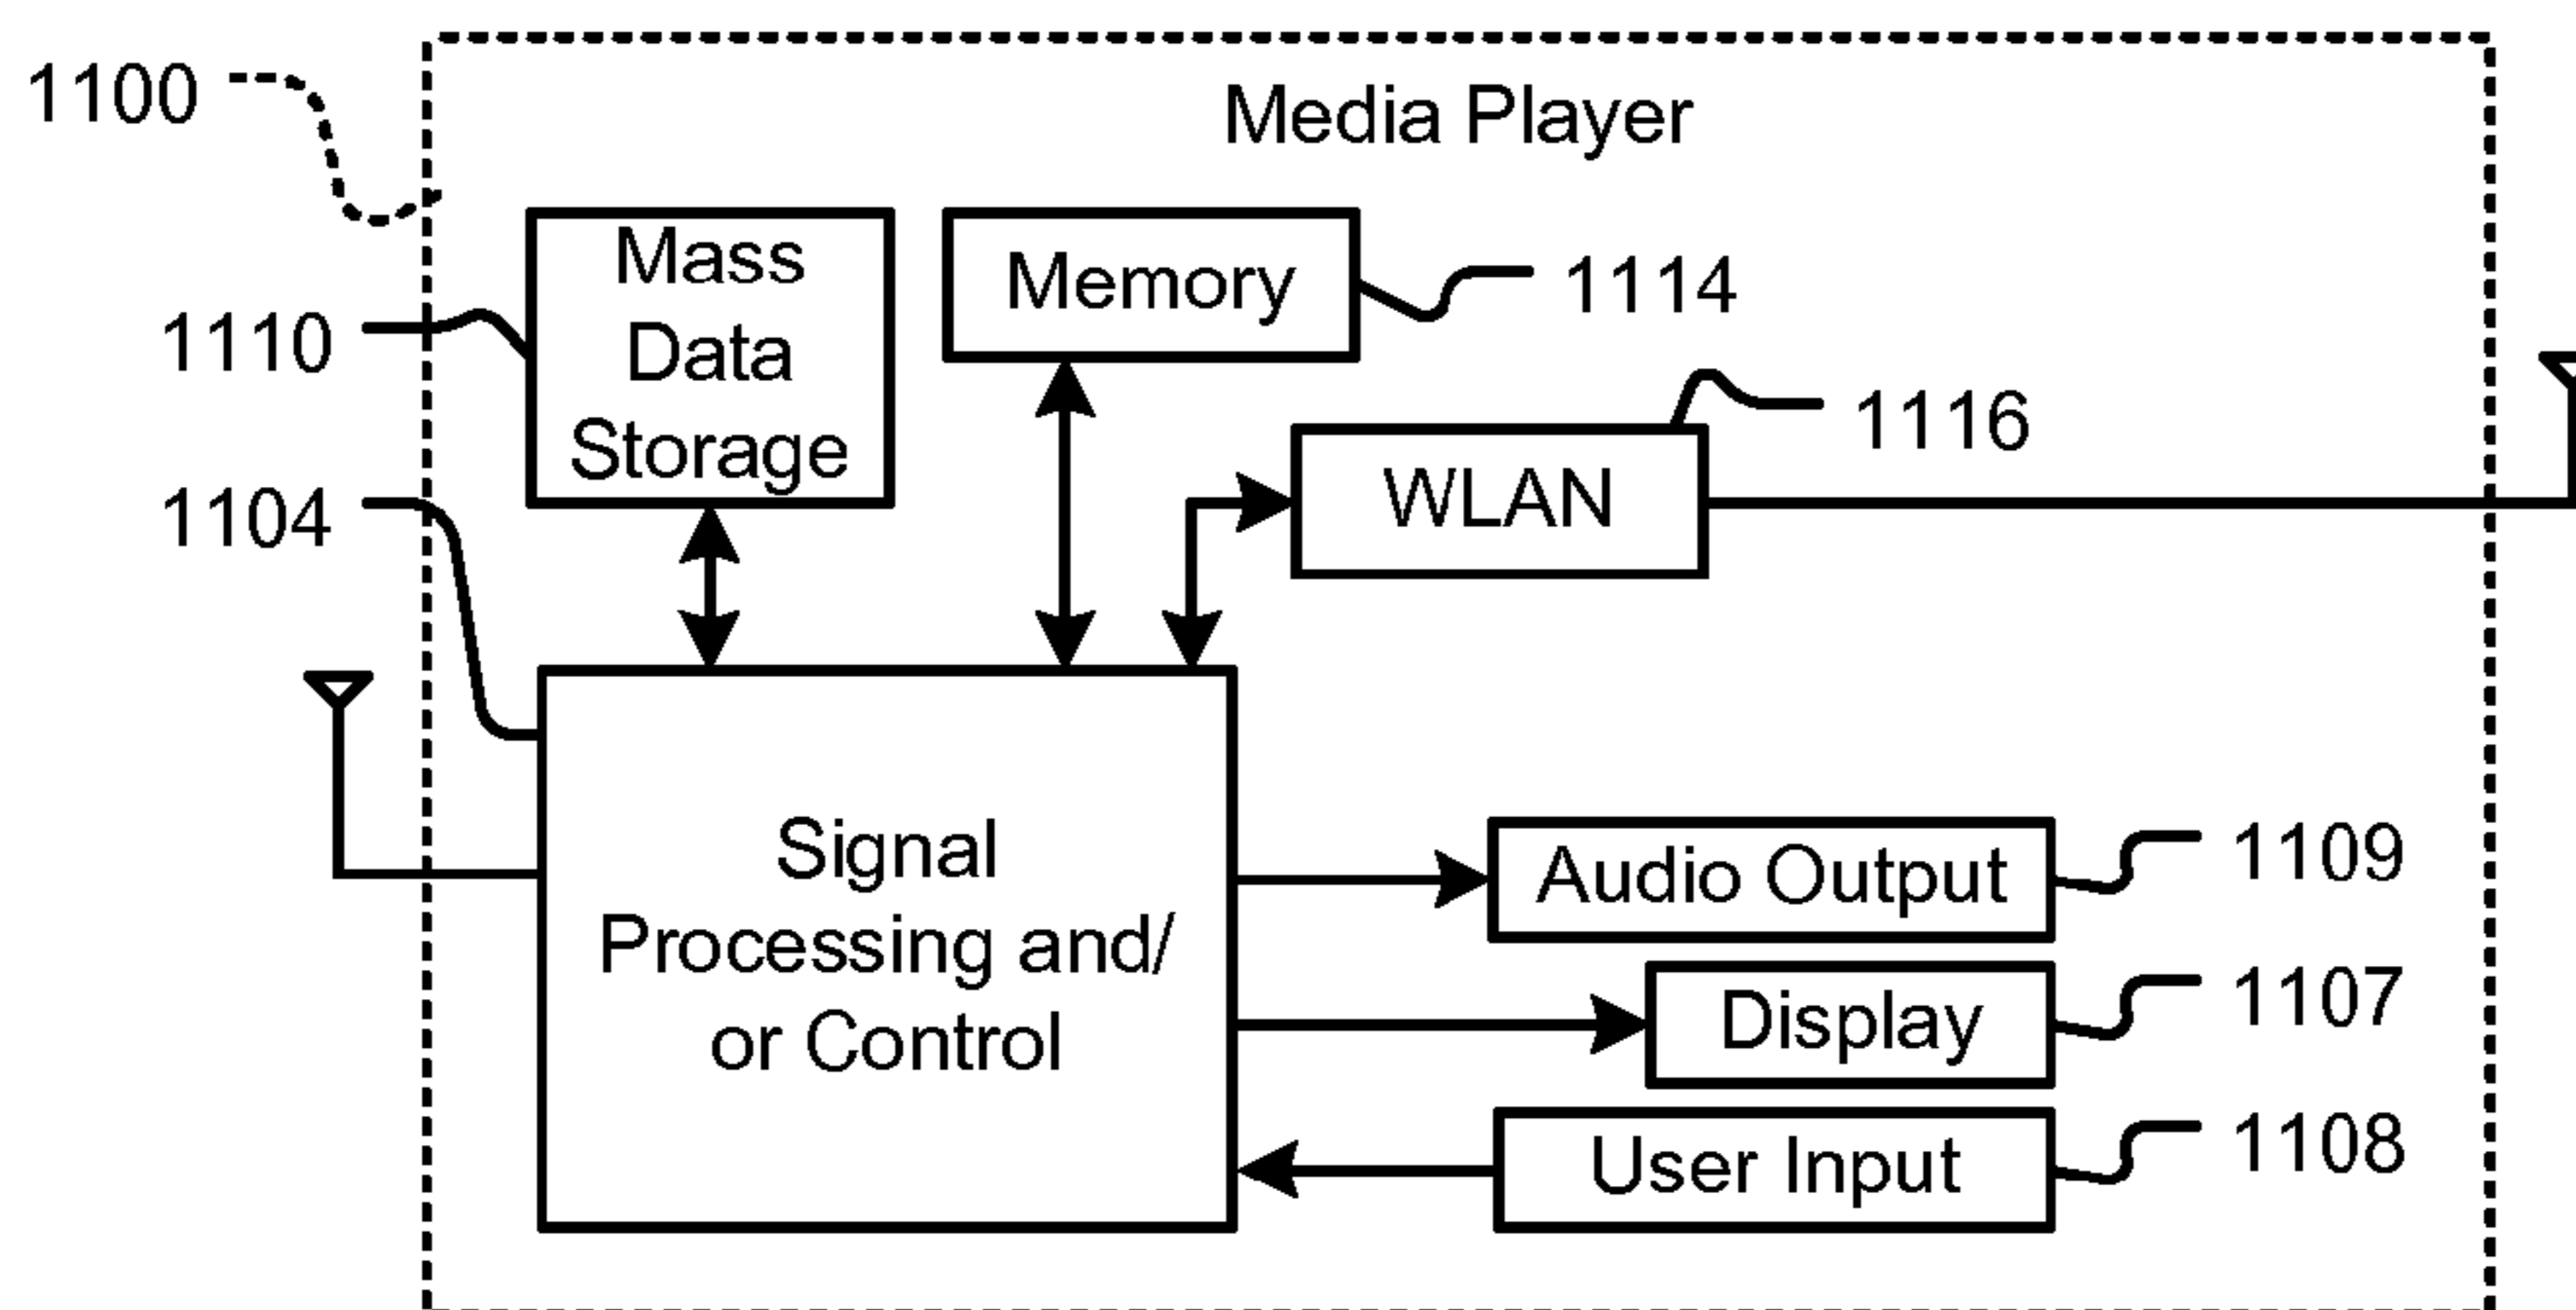 1100
Media Player
Mass
Data
Storage
Memory
1114
1110
1116
WLAN
1104
Signal
Processing and/
or Control
Audio Output
1109
Display
1107
User Input
1108